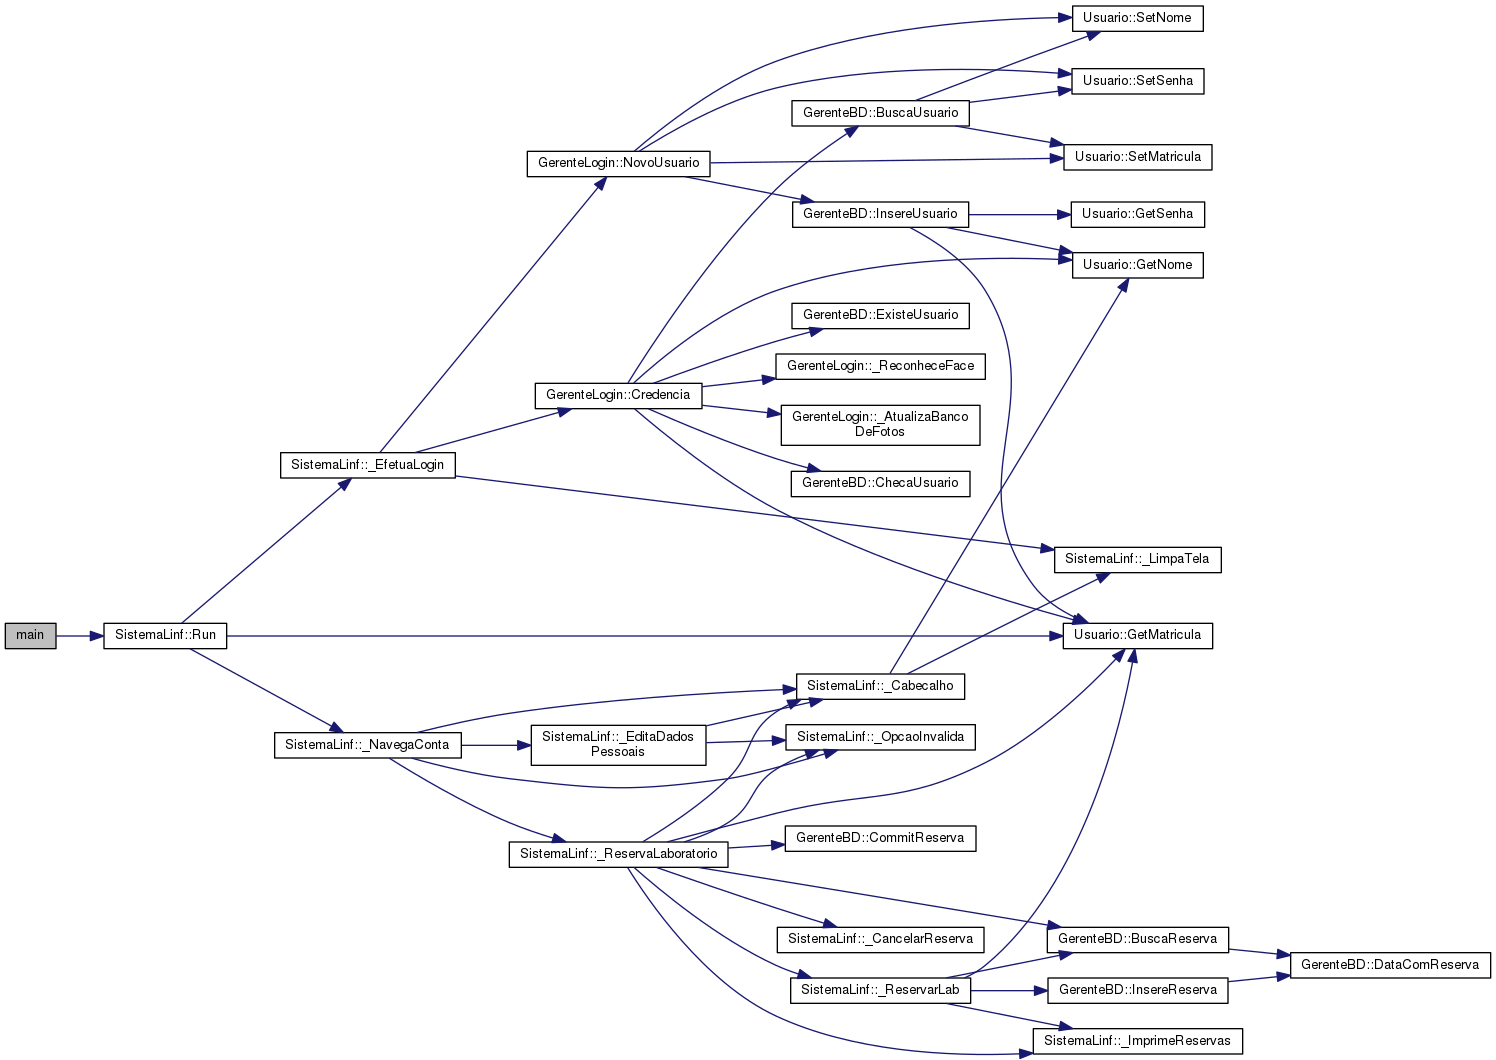 Usuario::SetNome
Usuario::SetSenha
GerenteBD::BuscaUsuario
Usuario::SetMatricula
GerenteLogin::NovoUsuario
GerenteBD::InsereUsuario
Usuario::GetSenha
Usuario::GetNome
GerenteBD::ExisteUsuario
GerenteLogin::_ReconheceFace
GerenteLogin::Credencia
GerenteLogin::_AtualizaBanco
DeFotos
SistemaLinf::_EfetuaLogin
GerenteBD::ChecaUsuario
SistemaLinf::_LimpaTela
main
SistemaLinf::Run
Usuario::GetMatricula
SistemaLinf::_Cabecalho
SistemaLinf::_NavegaConta
SistemaLinf::_EditaDados
Pessoais
SistemaLinf::_OpcaoInvalida
GerenteBD::CommitReserva
SistemaLinf::_ReservaLaboratorio
SistemaLinf::_CancelarReserva
GerenteBD::BuscaReserva
GerenteBD::DataComReserva
SistemaLinf::_ReservarLab
GerenteBD::InsereReserva
SistemaLinf::_ImprimeReservas